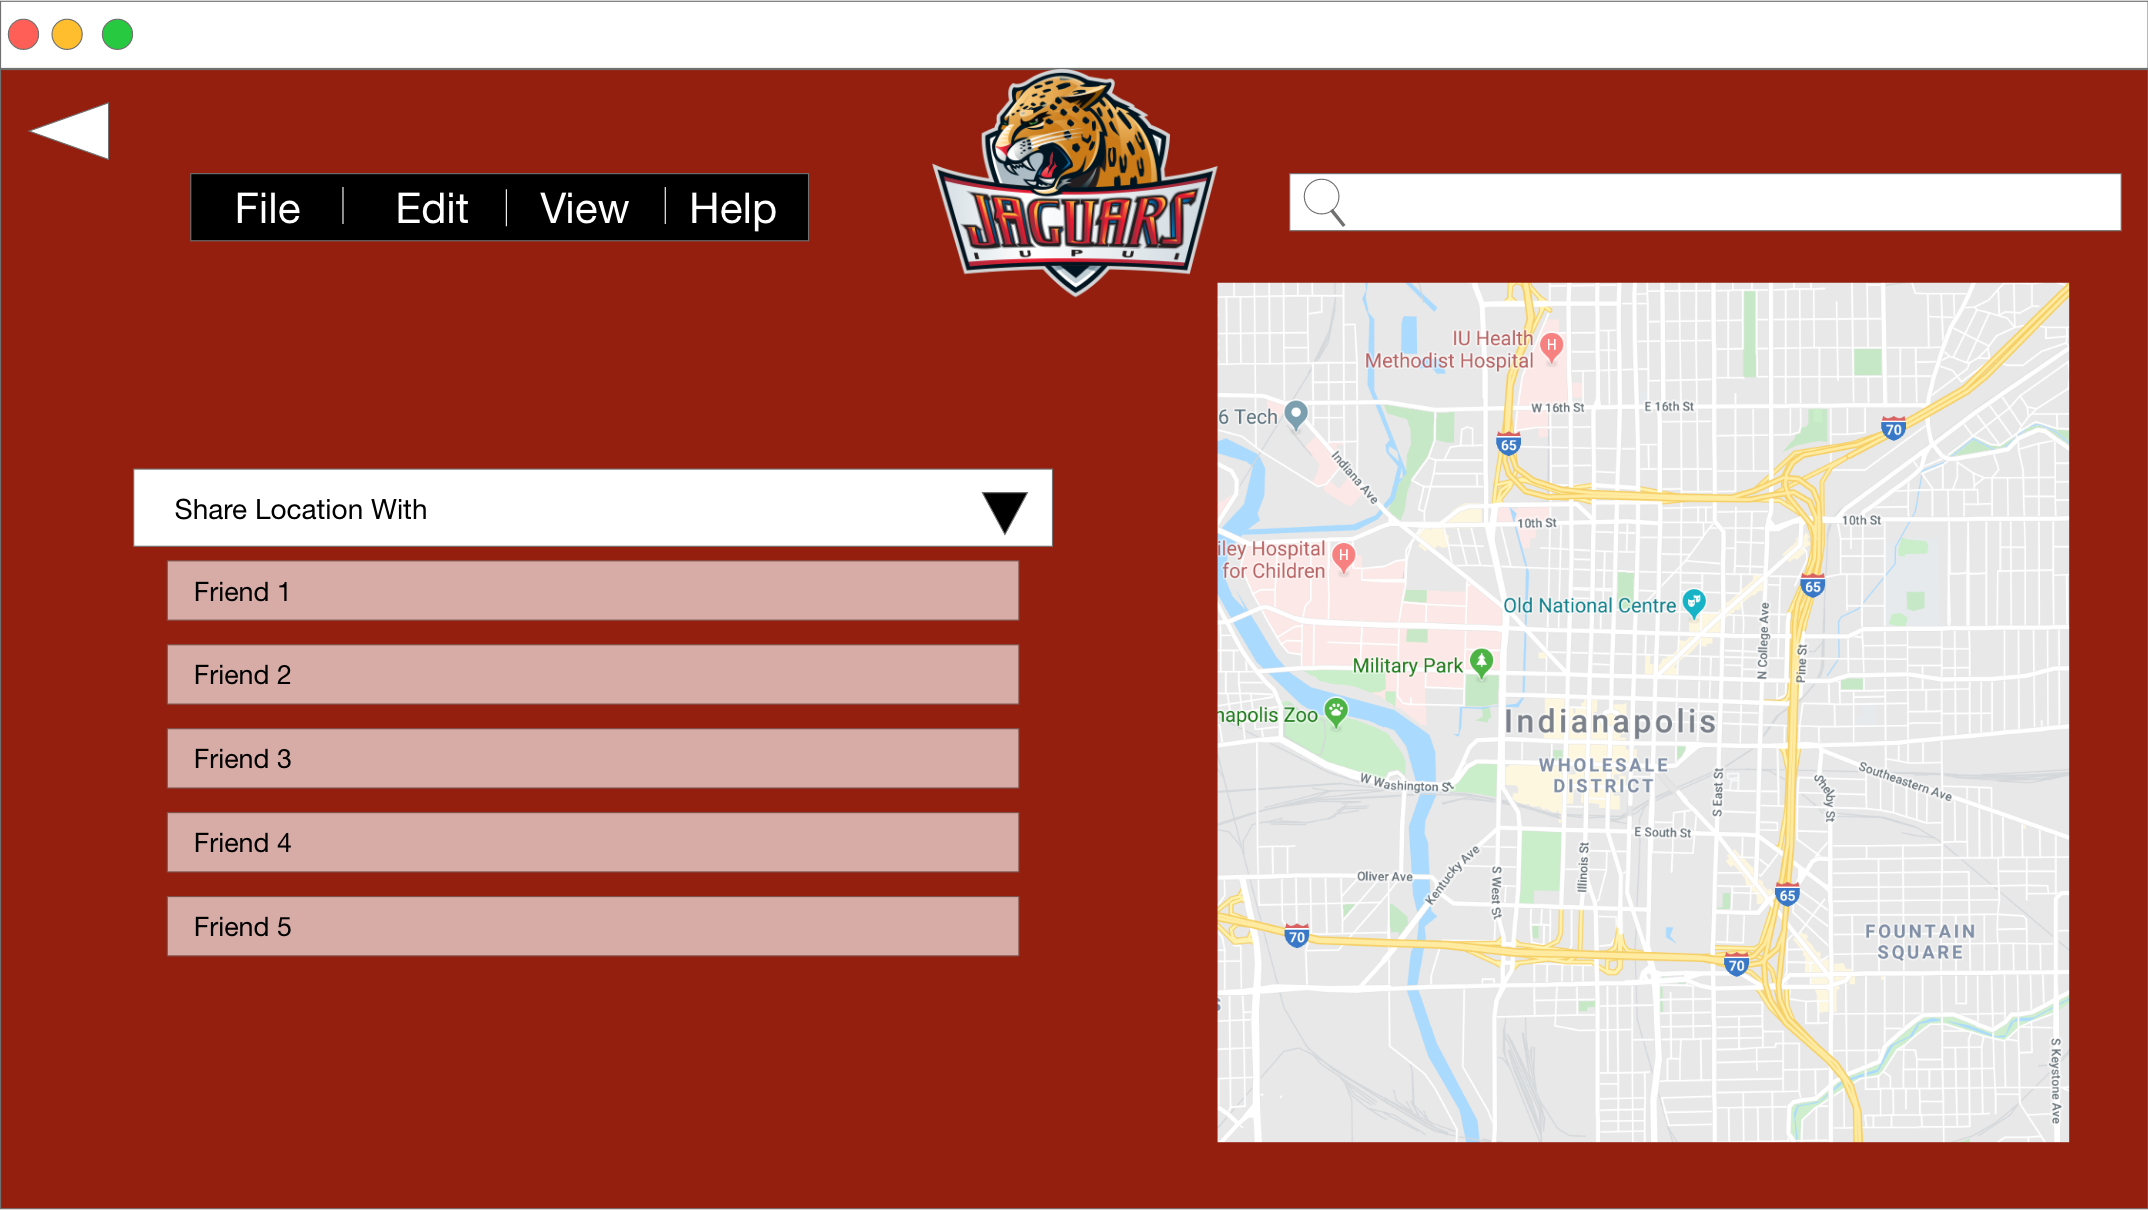 File
Edit
View
Help
JAGUARS
IUPUI
Share Location With
Friend 1
Friend 2
Friend 3
Friend 4
Friend 5
IU Health
Methodist Hospital
H
W 16th St
E 16th St
6 Tech
70
65
Indiana Ave
10th St
10th St
iley Hospital
for Children
H
65
Old National Centre
N College Ave
Pine St
Military Park
napolis Zoo
Indianapolis
WHOLESALE
DISTRICT
W Washington St
S East St
Shelby St
Southeastern Ave
E South St
Oliver Ave
Kentucky Ave
S West St
Illinois St
65
70
70
FOUNTAIN
SQUARE
S Keystone Ave